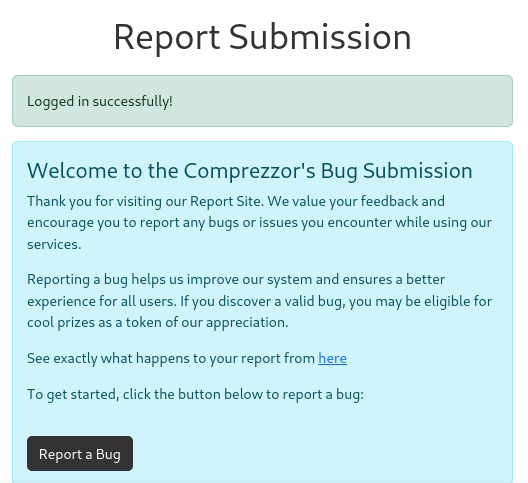 Report Submission
Logged in successfully!
Welcome to the Comprezzor's Bug Submission
Thank you for visiting our Report Site. We value your feedback and
encourage you to report any bugs or issues you encounter while using our
services.
Reporting a bug helps us improve our system and ensures a better
experience for all users. If you discover a valid bug, you may be eligible for
cool prizes as a token of our appreciation.
See exactly what happens to your report from here
To get started, click the button below to report a bug:
Report a Bug